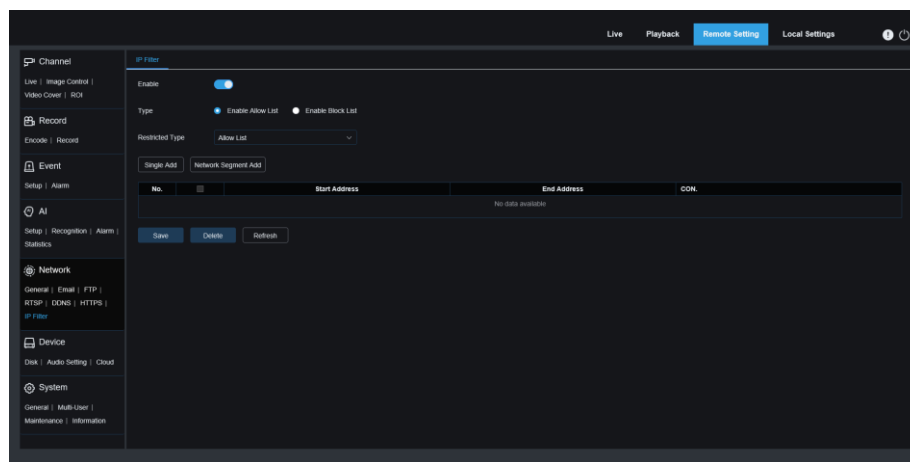 Live Playback Remote Setting Local Settings
Channel
Live | Image Control |
Video Cover | ROI
Record
Encode | Record
Event
Setup | Alarm
AI
Setup | Recognition | Alarm |
Statistics
Network
General | Email | FTP |
RTSP | DDNS | HTTPS |
IP Filter
Device
Disk | Audio Setting | Cloud
System
General | Multi-User |
Maintenance | Information
IP Filter
Enable
Type Enable Allow List Enable Block List
Restricted Type Allow List
Single Add Network Segment Add
No. Start Address End Address CON.
No data available
Save Delete Refresh